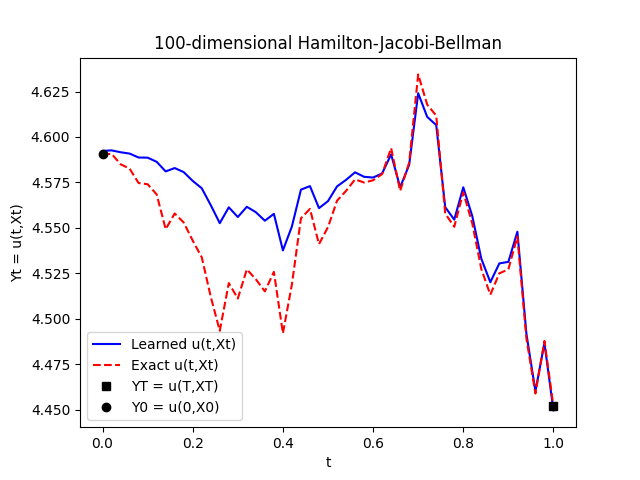 100-dimensional Hamilton-Jacobi-Bellman
Yt = u(t,Xt)
4.625
4.600
4.575
4.550
4.525
4.500
4.475
4.450
Learned u(t,Xt)
Exact u(t,Xt)
YT = u(T,XT)
Y0 = u(0,X0)
0.0 0.2 0.4 0.6 0.8 1.0
t